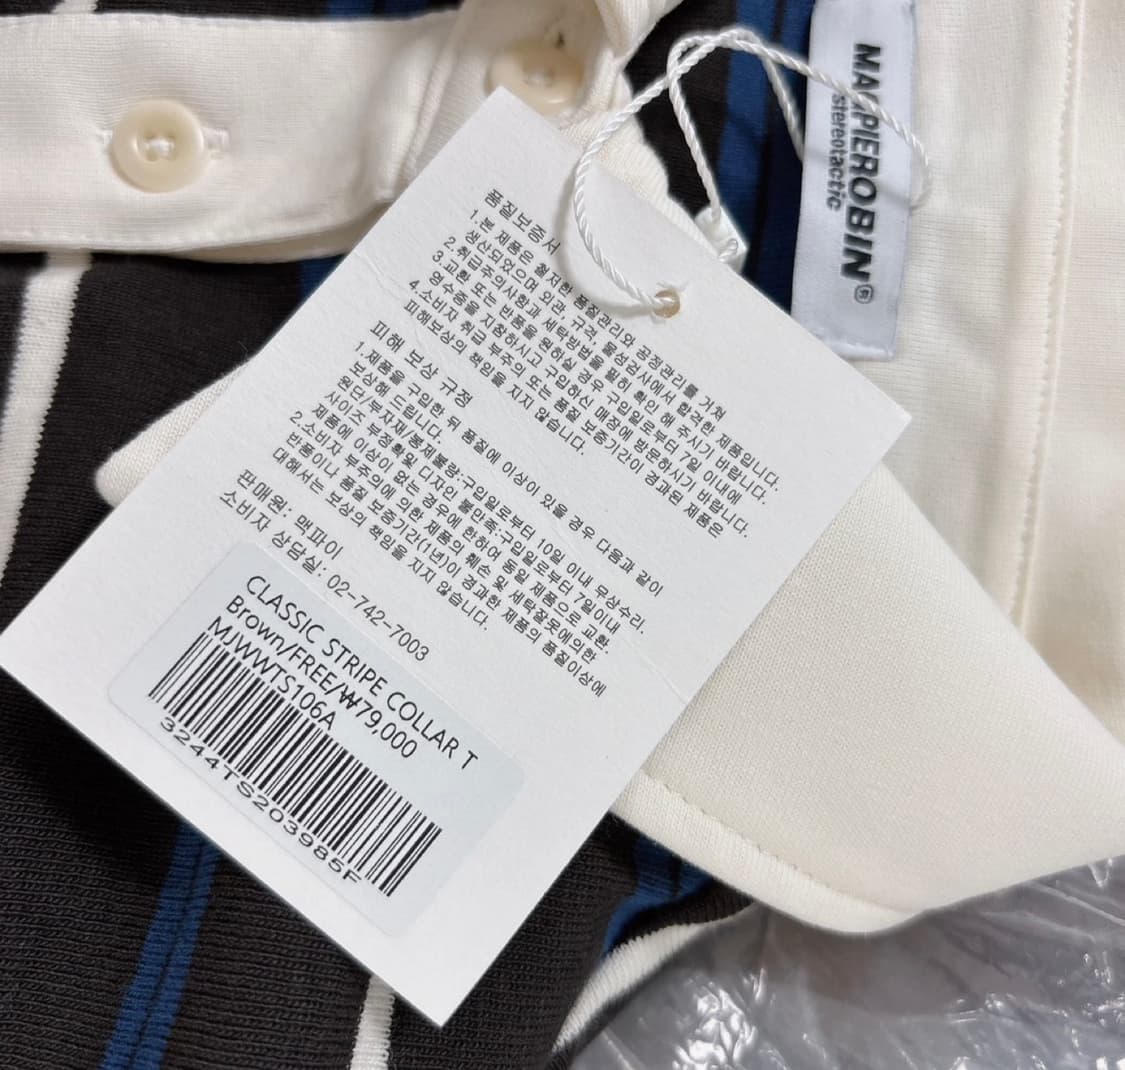 MA PIEROBIN®
stereotactic
품질보증서
1.본 제품은 철저한 품질관리와 공정관리를 거쳐
생산되었으며 외관, 규격, 물성검사에서 합격한 제품입니다.
2.취급주의사항과 세탁방법을 필히 확인 해 주시기 바랍니다.
3.교환 또는 반품을 원하실 경우 구입일로부터 7일 이내에
영수증을 지참하시고 구입하신 매장에 방문하시기 바랍니다.
4.소비자 취급 부주의 또는 품질 보증기간이 경과된 제품은
피해보상의 책임을 지지 않습니다.
피해 보상 규정
1.제품을 구입한 뒤 품질에 이상이 있을 경우 다음과 같이
보상해 드립니다.
원단/부자재/봉제불량:구입일로부터 10일 이내 무상수리.
사이즈 부정확및 디자인 불만족:구입일로부터 7일이내
제품에 이상이 없는 경우에 한하여 동일 제품으로 교환.
2.소비자 부주의에 의한 제품의 훼손 및 세탁잘못에의한
반품이나 품질 보증기간(1년)이 경과한 제품의 품질이상에
대해서는 보상의 책임을 지지 않습니다.
판매원: 맥파이
소비자 상담실: 02-742-7003
CLASSIC STRIPE COLLAR T
Brown/FREE/₩79,000
MJWWTS106A
3244TS203985F